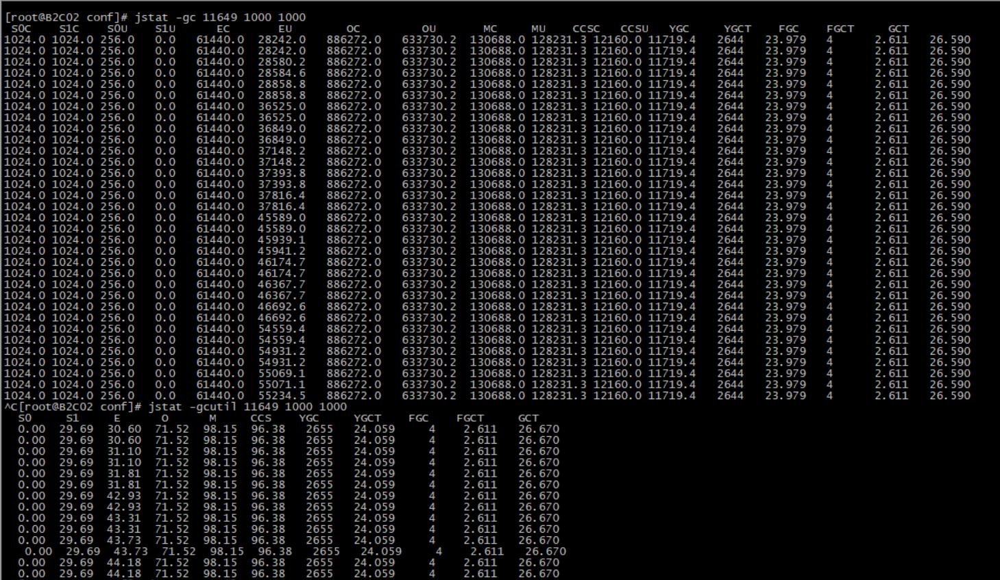 [root@B2C02 conf]# jstat -gc 11649 1000 1000
S0C S1C S0U S1U EC EU OC OU MC MU CCSC CCSU YGC YGCT FGC FGCT GCT
1024.0 1024.0 256.0 0.0 61440.0 28242.0 886272.0 633730.2 130688.0 128231.3 12160.0 11719.4 2644 23.979 4 2.611 26.590
1024.0 1024.0 256.0 0.0 61440.0 28242.0 886272.0 633730.2 130688.0 128231.3 12160.0 11719.4 2644 23.979 4 2.611 26.590
1024.0 1024.0 256.0 0.0 61440.0 28580.2 886272.0 633730.2 130688.0 128231.3 12160.0 11719.4 2644 23.979 4 2.611 26.590
1024.0 1024.0 256.0 0.0 61440.0 28584.6 886272.0 633730.2 130688.0 128231.3 12160.0 11719.4 2644 23.979 4 2.611 26.590
1024.0 1024.0 256.0 0.0 61440.0 28858.8 886272.0 633730.2 130688.0 128231.3 12160.0 11719.4 2644 23.979 4 2.611 26.590
1024.0 1024.0 256.0 0.0 61440.0 28858.8 886272.0 633730.2 130688.0 128231.3 12160.0 11719.4 2644 23.979 4 2.611 26.590
1024.0 1024.0 256.0 0.0 61440.0 36525.0 886272.0 633730.2 130688.0 128231.3 12160.0 11719.4 2644 23.979 4 2.611 26.590
1024.0 1024.0 256.0 0.0 61440.0 36525.0 886272.0 633730.2 130688.0 128231.3 12160.0 11719.4 2644 23.979 4 2.611 26.590
1024.0 1024.0 256.0 0.0 61440.0 36849.0 886272.0 633730.2 130688.0 128231.3 12160.0 11719.4 2644 23.979 4 2.611 26.590
1024.0 1024.0 256.0 0.0 61440.0 36849.0 886272.0 633730.2 130688.0 128231.3 12160.0 11719.4 2644 23.979 4 2.611 26.590
1024.0 1024.0 256.0 0.0 61440.0 37148.2 886272.0 633730.2 130688.0 128231.3 12160.0 11719.4 2644 23.979 4 2.611 26.590
1024.0 1024.0 256.0 0.0 61440.0 37148.2 886272.0 633730.2 130688.0 128231.3 12160.0 11719.4 2644 23.979 4 2.611 26.590
1024.0 1024.0 256.0 0.0 61440.0 37393.8 886272.0 633730.2 130688.0 128231.3 12160.0 11719.4 2644 23.979 4 2.611 26.590
1024.0 1024.0 256.0 0.0 61440.0 37393.8 886272.0 633730.2 130688.0 128231.3 12160.0 11719.4 2644 23.979 4 2.611 26.590
1024.0 1024.0 256.0 0.0 61440.0 37816.4 886272.0 633730.2 130688.0 128231.3 12160.0 11719.4 2644 23.979 4 2.611 26.590
1024.0 1024.0 256.0 0.0 61440.0 37816.4 886272.0 633730.2 130688.0 128231.3 12160.0 11719.4 2644 23.979 4 2.611 26.590
1024.0 1024.0 256.0 0.0 61440.0 45589.0 886272.0 633730.2 130688.0 128231.3 12160.0 11719.4 2644 23.979 4 2.611 26.590
1024.0 1024.0 256.0 0.0 61440.0 45589.0 886272.0 633730.2 130688.0 128231.3 12160.0 11719.4 2644 23.979 4 2.611 26.590
1024.0 1024.0 256.0 0.0 61440.0 45939.1 886272.0 633730.2 130688.0 128231.3 12160.0 11719.4 2644 23.979 4 2.611 26.590
1024.0 1024.0 256.0 0.0 61440.0 45941.2 886272.0 633730.2 130688.0 128231.3 12160.0 11719.4 2644 23.979 4 2.611 26.590
1024.0 1024.0 256.0 0.0 61440.0 46174.7 886272.0 633730.2 130688.0 128231.3 12160.0 11719.4 2644 23.979 4 2.611 26.590
1024.0 1024.0 256.0 0.0 61440.0 46174.7 886272.0 633730.2 130688.0 128231.3 12160.0 11719.4 2644 23.979 4 2.611 26.590
1024.0 1024.0 256.0 0.0 61440.0 46367.7 886272.0 633730.2 130688.0 128231.3 12160.0 11719.4 2644 23.979 4 2.611 26.590
1024.0 1024.0 256.0 0.0 61440.0 46367.7 886272.0 633730.2 130688.0 128231.3 12160.0 11719.4 2644 23.979 4 2.611 26.590
1024.0 1024.0 256.0 0.0 61440.0 46692.6 886272.0 633730.2 130688.0 128231.3 12160.0 11719.4 2644 23.979 4 2.611 26.590
1024.0 1024.0 256.0 0.0 61440.0 46692.6 886272.0 633730.2 130688.0 128231.3 12160.0 11719.4 2644 23.979 4 2.611 26.590
1024.0 1024.0 256.0 0.0 61440.0 54559.4 886272.0 633730.2 130688.0 128231.3 12160.0 11719.4 2644 23.979 4 2.611 26.590
1024.0 1024.0 256.0 0.0 61440.0 54559.4 886272.0 633730.2 130688.0 128231.3 12160.0 11719.4 2644 23.979 4 2.611 26.590
1024.0 1024.0 256.0 0.0 61440.0 54931.2 886272.0 633730.2 130688.0 128231.3 12160.0 11719.4 2644 23.979 4 2.611 26.590
1024.0 1024.0 256.0 0.0 61440.0 54931.2 886272.0 633730.2 130688.0 128231.3 12160.0 11719.4 2644 23.979 4 2.611 26.590
1024.0 1024.0 256.0 0.0 61440.0 55069.1 886272.0 633730.2 130688.0 128231.3 12160.0 11719.4 2644 23.979 4 2.611 26.590
1024.0 1024.0 256.0 0.0 61440.0 55071.1 886272.0 633730.2 130688.0 128231.3 12160.0 11719.4 2644 23.979 4 2.611 26.590
1024.0 1024.0 256.0 0.0 61440.0 55234.5 886272.0 633730.2 130688.0 128231.3 12160.0 11719.4 2644 23.979 4 2.611 26.590
^C[root@B2C02 conf]# jstat -gcutil 11649 1000 1000
S0 S1 E O M CCS YGC YGCT FGC FGCT GCT
0.00 29.69 30.60 71.52 98.15 96.38 2655 24.059 4 2.611 26.670
0.00 29.69 30.60 71.52 98.15 96.38 2655 24.059 4 2.611 26.670
0.00 29.69 31.10 71.52 98.15 96.38 2655 24.059 4 2.611 26.670
0.00 29.69 31.10 71.52 98.15 96.38 2655 24.059 4 2.611 26.670
0.00 29.69 31.81 71.52 98.15 96.38 2655 24.059 4 2.611 26.670
0.00 29.69 31.81 71.52 98.15 96.38 2655 24.059 4 2.611 26.670
0.00 29.69 42.93 71.52 98.15 96.38 2655 24.059 4 2.611 26.670
0.00 29.69 42.93 71.52 98.15 96.38 2655 24.059 4 2.611 26.670
0.00 29.69 43.31 71.52 98.15 96.38 2655 24.059 4 2.611 26.670
0.00 29.69 43.31 71.52 98.15 96.38 2655 24.059 4 2.611 26.670
0.00 29.69 43.73 71.52 98.15 96.38 2655 24.059 4 2.611 26.670
0.00 29.69 43.73 71.52 98.15 96.38 2655 24.059 4 2.611 26.670
0.00 29.69 44.18 71.52 98.15 96.38 2655 24.059 4 2.611 26.670
0.00 29.69 44.18 71.52 98.15 96.38 2655 24.059 4 2.611 26.670